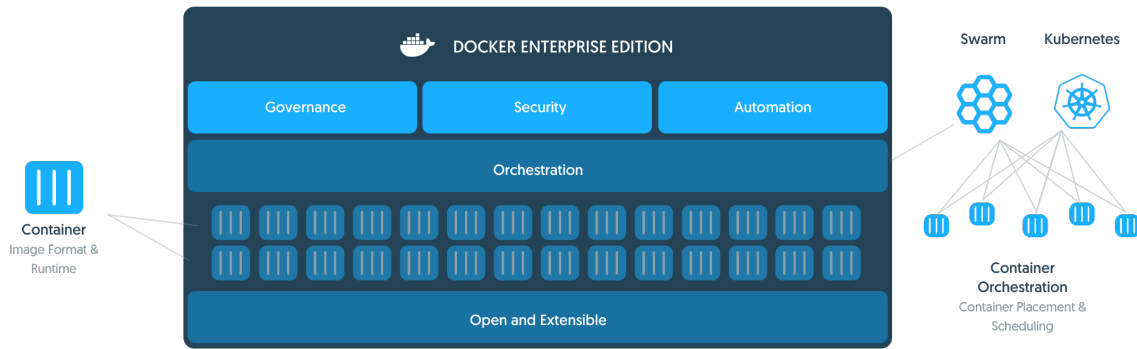 DOCKER ENTERPRISE EDITION
Governance
Security
Automation
Orchestration
Open and Extensible
Container
Image Format &
Runtime
Swarm
Kubernetes
Container
Orchestration
Container Placement &
Scheduling